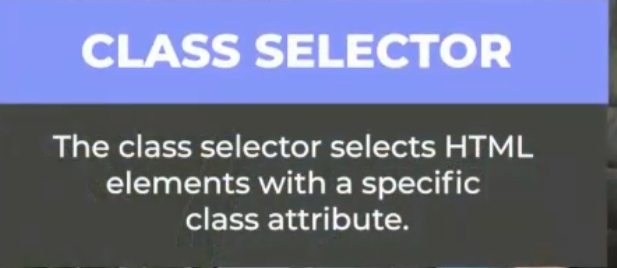 CLASS SELECTOR
The class selector selects HTML
elements with a specific
class attribute.